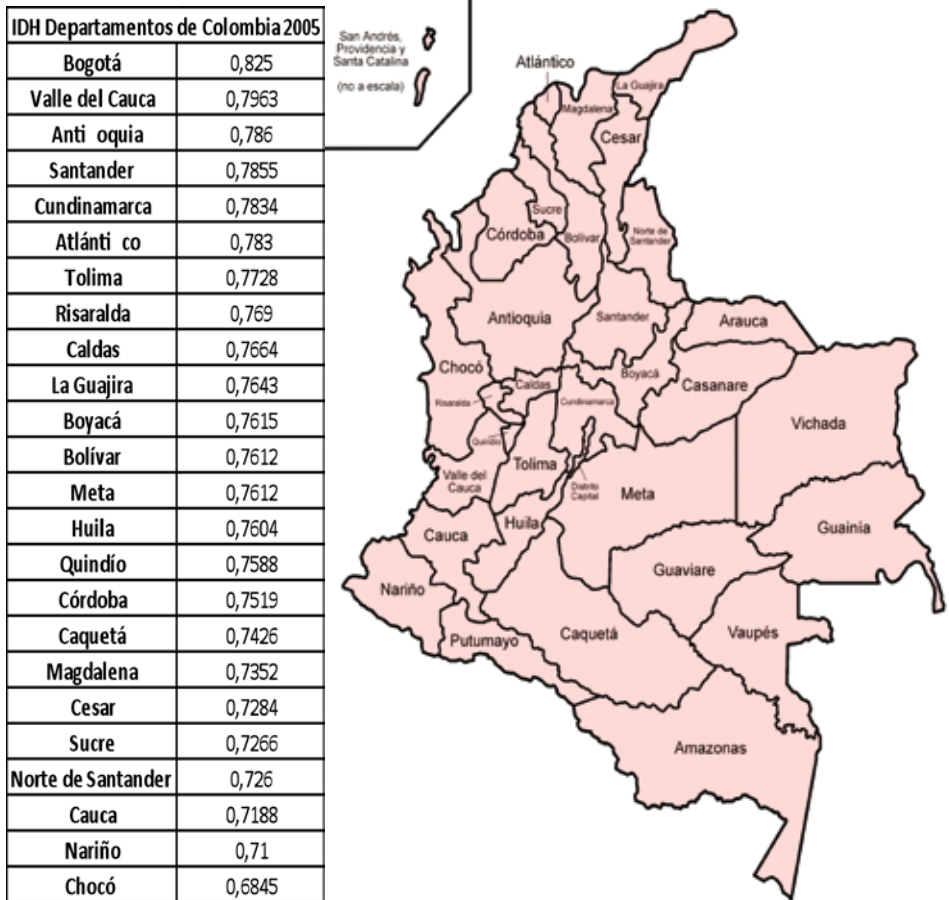 IDH Departamentos de Colombia 2005
Bogotá 0,825
Valle del Cauca 0,7963
Anti oquia 0,786
Santander 0,7855
Cundinamarca 0,7834
Atlánti co 0,783
Tolima 0,7728
Risaralda 0,769
Caldas 0,7664
La Guajira 0,7643
Boyacá 0,7615
Bolívar 0,7612
Meta 0,7612
Huila 0,7604
Quindío 0,7588
Córdoba 0,7519
Caquetá 0,7426
Magdalena 0,7352
Cesar 0,7284
Sucre 0,7266
Norte de Santander 0,726
Cauca 0,7188
Nariño 0,71
Chocó 0,6845
San Andrés,
Providencia y
Santa Catalina
(no a escala)
Atlántico
La Guajira
Magdalena
Cesar
Sucre
Córdoba
Bolívar
Norte de
Santander
Antioquia
Santander
Arauca
Chocó
Caldas
Boyacá
Casanare
Risaralda
Cundinamarca
Vichada
Quindío
Tolima
Valle del
Cauca
Distrito
Capital
Meta
Huila
Cauca
Guainía
Guaviare
Nariño
Putumayo
Caquetá
Vaupés
Amazonas